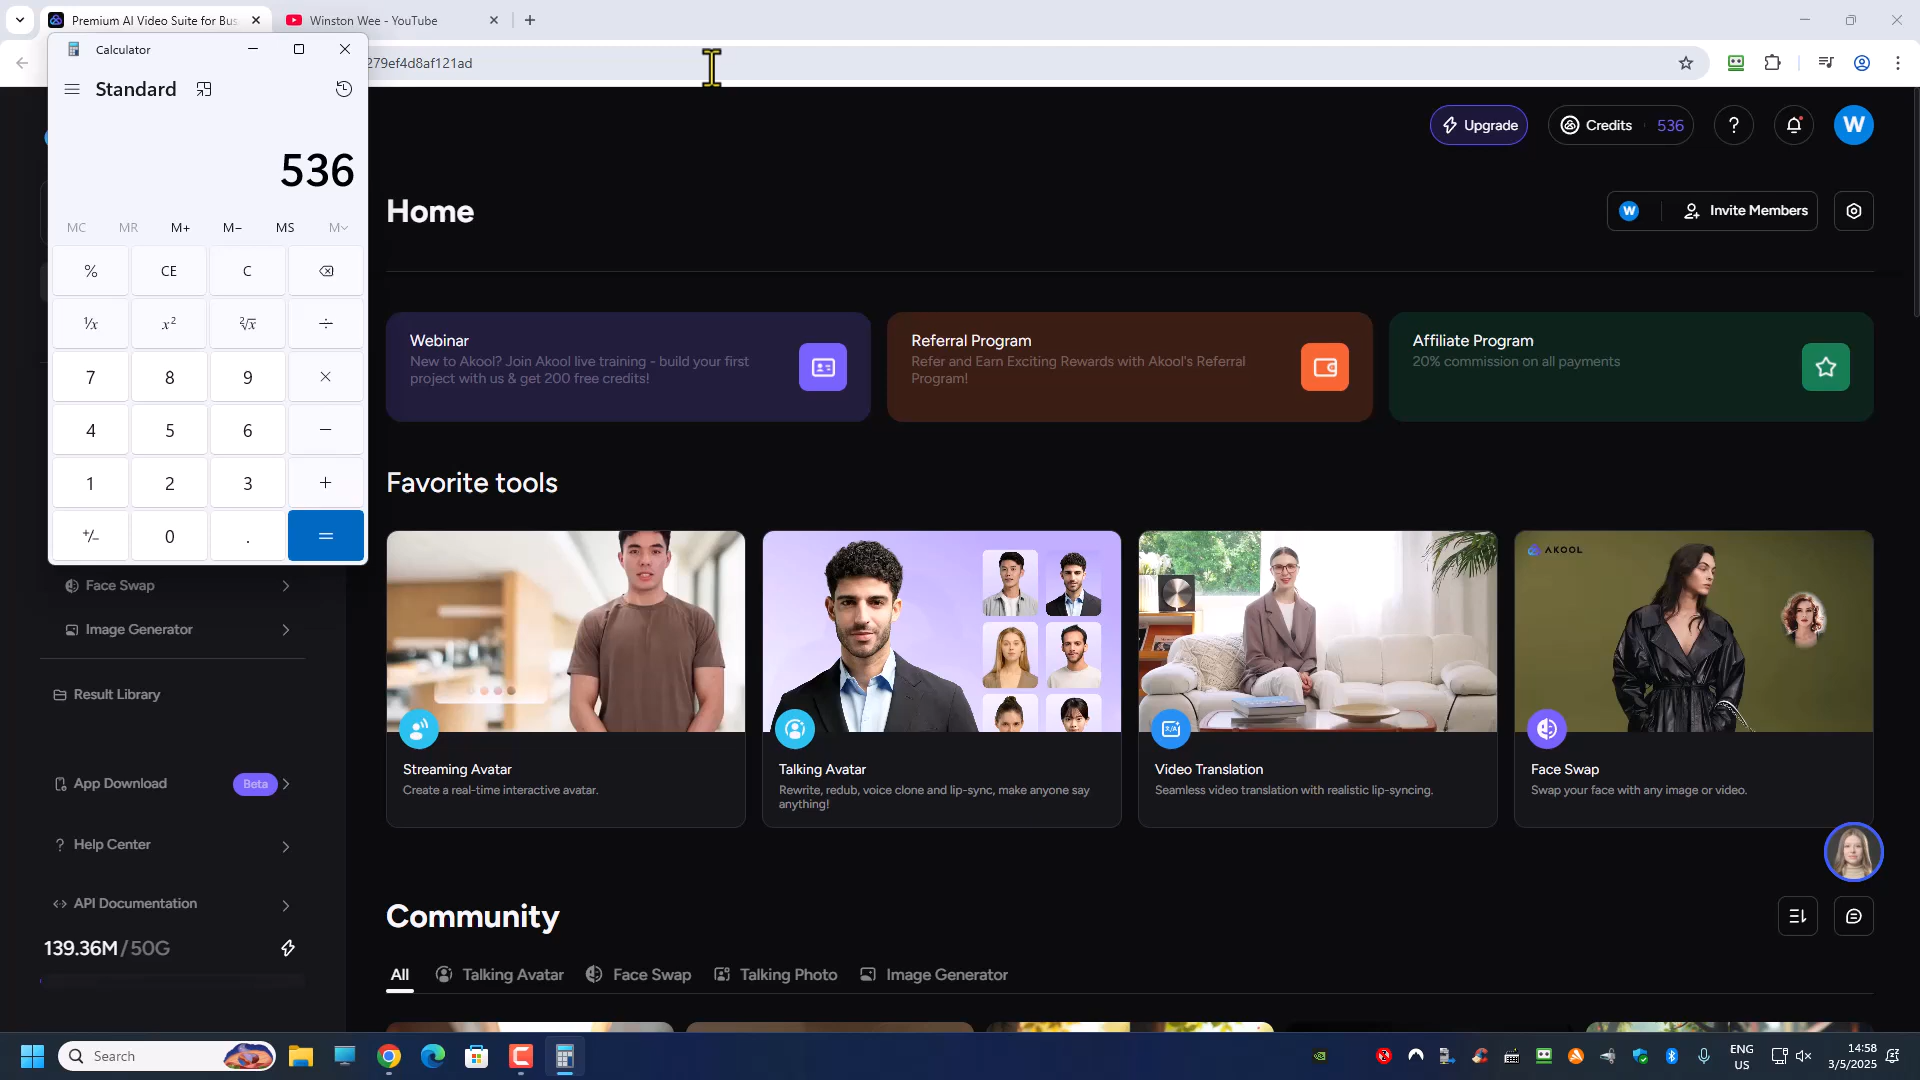 Premium AI Video Suite for Bus
Winston Wee - YouTube
Calculator
279ef4d8af121ad
Standard
536
MC MR M+ M− MS M
% CE C
¹/x x² ²√x ÷
7 8 9 ×
4 5 6 −
1 2 3 +
+/− 0 . =
Upgrade
Credits 536
?
W
Home
W
Invite Members
Webinar
New to Akool? Join Akool live training - build your first
project with us & get 200 free credits!
Referral Program
Refer and Earn Exciting Rewards with Akool's Referral
Program!
Affiliate Program
20% commission on all payments
Favorite tools
Face Swap
Image Generator
Result Library
App Download Beta
? Help Center
API Documentation
139.36M / 50G
AKOOL
Streaming Avatar
Create a real-time interactive avatar.
Talking Avatar
Rewrite, redub, voice clone and lip-sync, make anyone say
anything!
Video Translation
Seamless video translation with realistic lip-syncing.
Face Swap
Swap your face with any image or video.
Community
All Talking Avatar Face Swap Talking Photo Image Generator
Search
ENG
US
14:58
3/5/2025